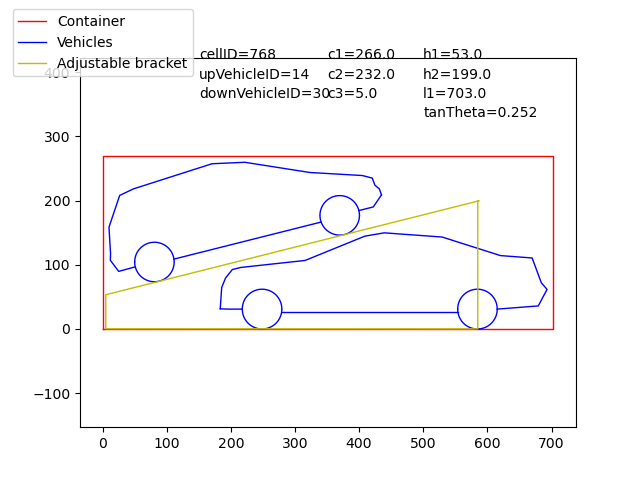 Container
Vehicles
Adjustable bracket
cellID=768 c1=266.0 h1=53.0
upVehicleID=14 c2=232.0 h2=199.0
downVehicleID=30 c3=5.0 l1=703.0
tanTheta=0.252
400
300
200
100
0
−100
0 100 200 300 400 500 600 700